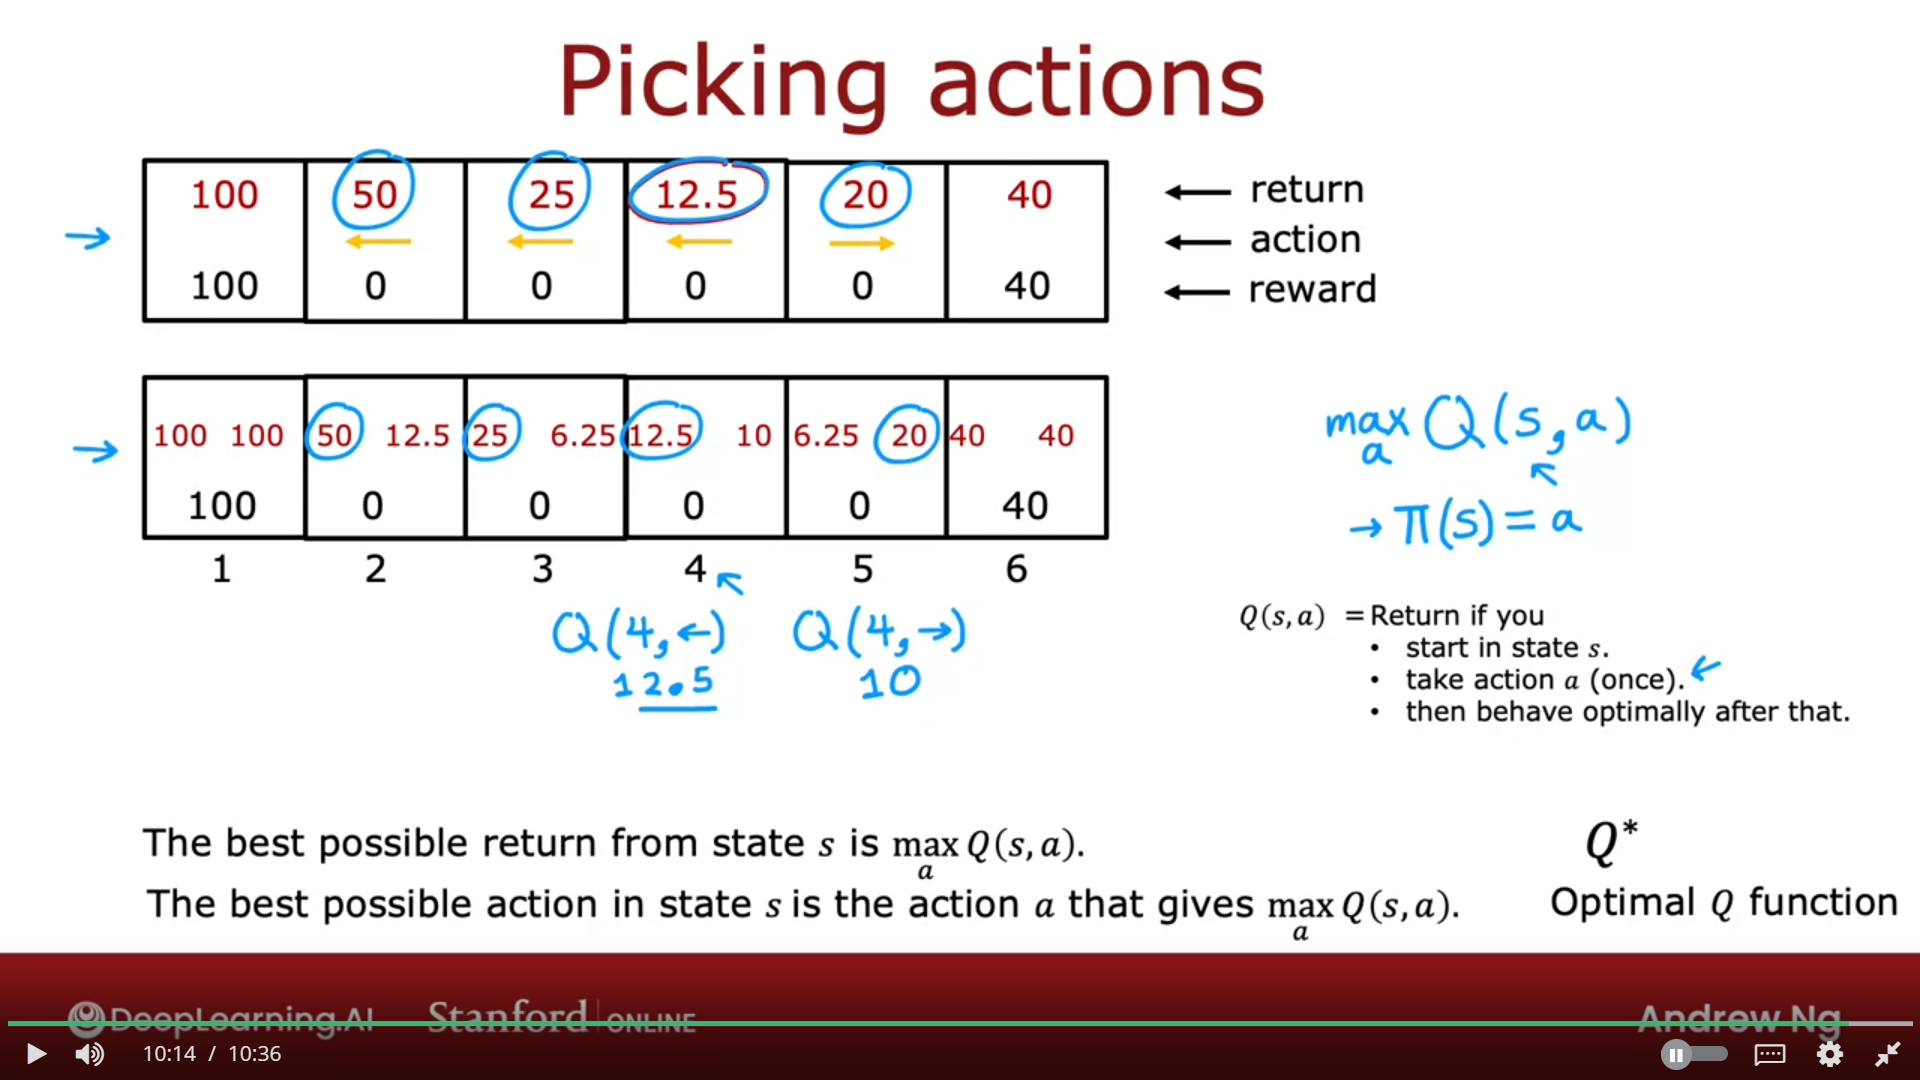 Picking actions
100 50 25 12.5 20 40 ← return
← ← ← → ← action
→
100 0 0 0 0 40 ← reward
→ 100 100 50 12.5 25 6.25 12.5 10 6.25 20 40 40
100 0 0 0 0 40
1 2 3 4 5 6
max Q(s,a)
a
→ π(s) = a
Q(4,←) Q(4,→)
12.5 10
Q(s,a) = Return if you
• start in state s.
• take action a (once).
• then behave optimally after that.
The best possible return from state s is max Q(s,a).
a
The best possible action in state s is the action a that gives max Q(s,a).
a
Q*
Optimal Q function
DeepLearning.AI Stanford | ONLINE Andrew Ng
10:14 / 10:36